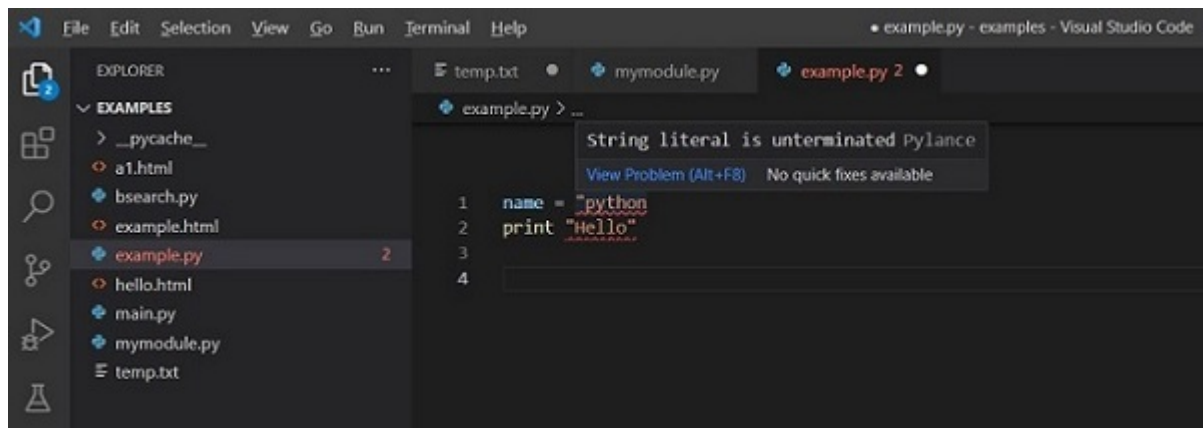 File Edit Selection View Go Run Terminal Help ● example.py - examples - Visual Studio Code
EXPLORER ...
temp.txt ● mymodule.py example.py 2 ●
2
EXAMPLES
example.py > ...
> __pycache__
String literal is unterminated Pylance
a1.html
View Problem (Alt+F8) No quick fixes available
bsearch.py
1 name = "python
example.html
2 print "Hello"
example.py 2
3
hello.html
4
main.py
mymodule.py
temp.txt